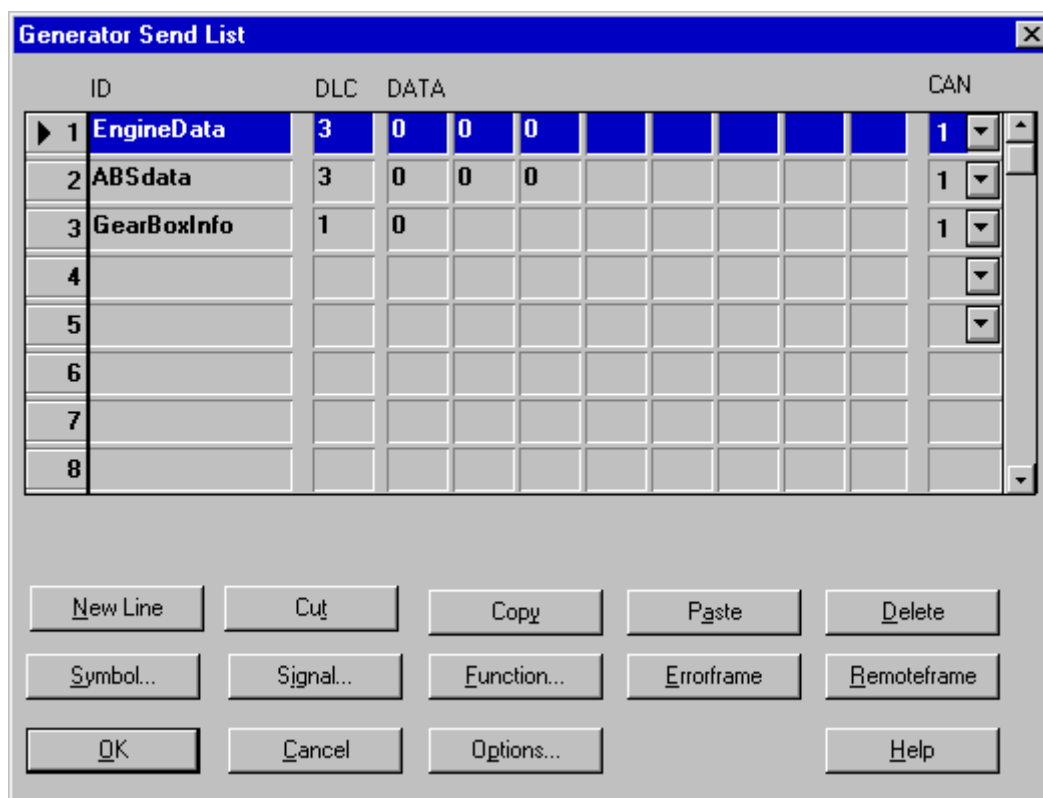 Generator Send List
ID DLC DATA CAN
1 EngineData 3 0 0 0 1
2 ABSdata 3 0 0 0 1
3 GearBoxInfo 1 0 1
4
5
6
7
8
New Line Cut Copy Paste Delete
Symbol... Signal... Function... Errorframe Remoteframe
OK Cancel Options... Help